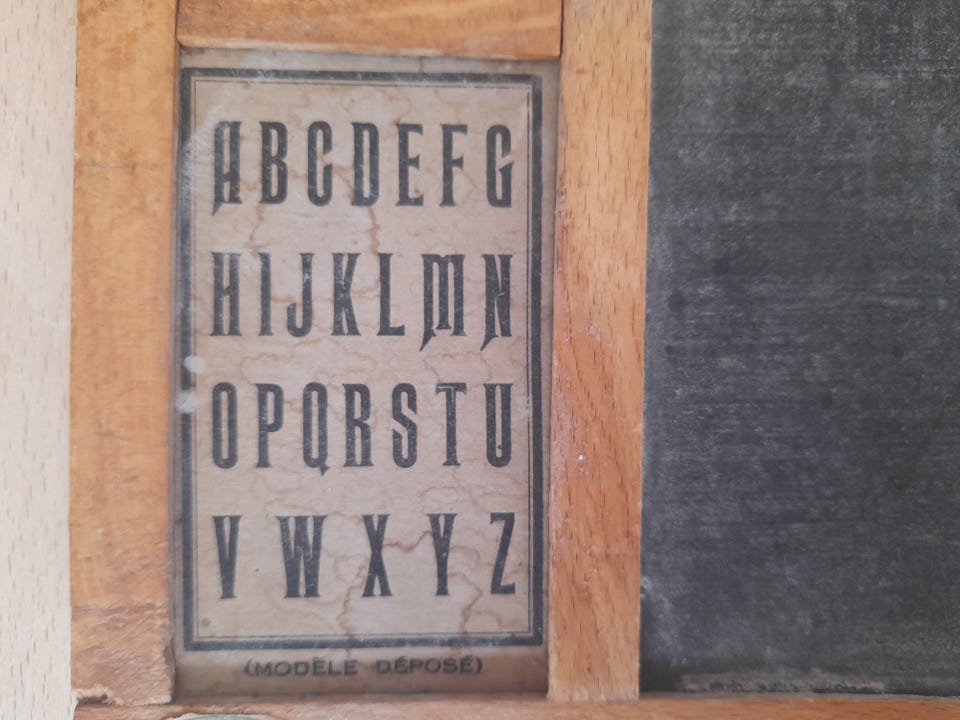 ABCDEFG
HIJKLMN
OPQRSTU
VWXYZ
(MODÈLE DÉPOSÉ)